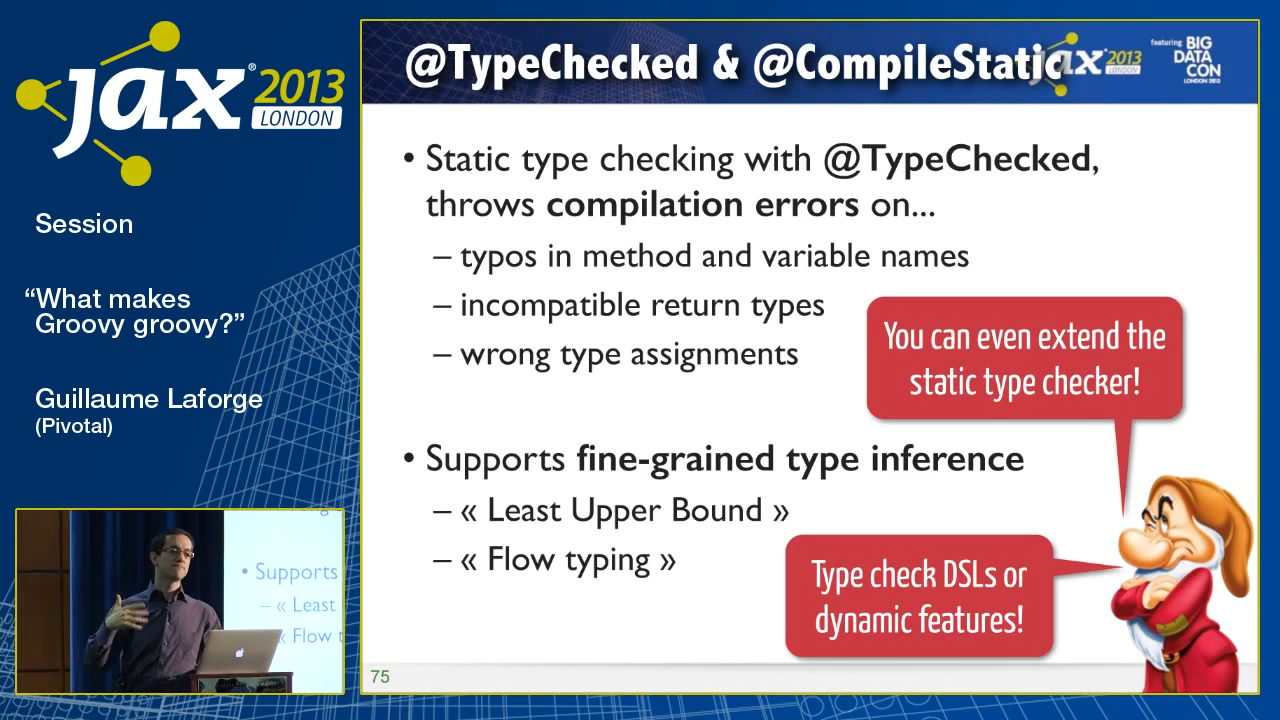 jax® 2013
LONDON
Session
“What makes
Groovy groovy?”
Guillaume Laforge
(Pivotal)
• Supports
– « Least
« Flow t
@TypeChecked & @CompileStatic
jax® 2013
LONDON
featuring BIG
DATA
CON
LONDON 2013
• Static type checking with @TypeChecked,
throws compilation errors on...
– typos in method and variable names
– incompatible return types
– wrong type assignments
You can even extend the
static type checker!
• Supports fine-grained type inference
– « Least Upper Bound »
– « Flow typing »
Type check DSLs or
dynamic features!
75